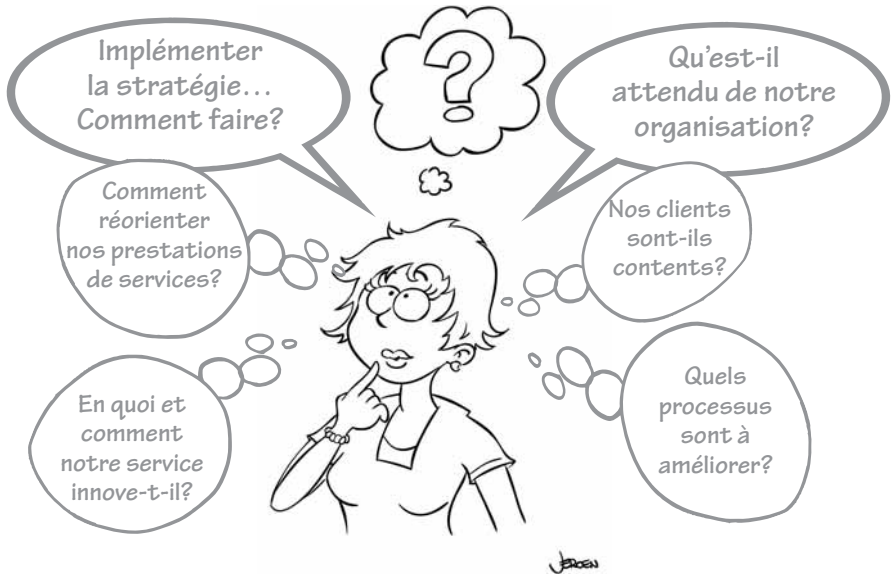 Implémenter
la stratégie...
Comment faire?
?
Qu'est-il
attendu de notre
organisation?
Comment
réorienter
nos prestations
de services?
Nos clients
sont-ils
contents?
En quoi et
comment
notre service
innove-t-il?
Quels
processus
sont à
améliorer?
JEROEN